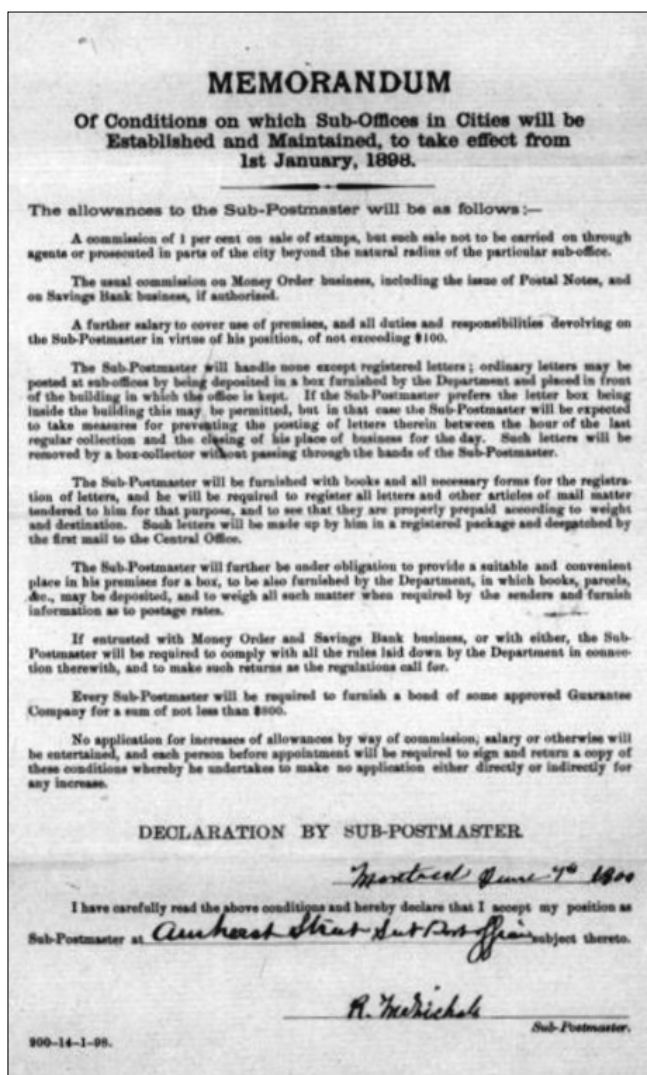 MEMORANDUM
Of Conditions on which Sub-Offices in Cities will be
Established and Maintained, to take effect from
1st January, 1898.
The allowances to the Sub-Postmaster will be as follows:—
A commission of 1 per cent on sale of stamps, but such sale not to be carried on through
agents or prosecuted in parts of the city beyond the natural radius of the particular sub-office.
The usual commission on Money Order business, including the issue of Postal Notes, and
on Savings Bank business, if authorised.
A further salary to cover use of premises, and all duties and responsibilities devolving on
the Sub-Postmaster in virtue of his position, of not exceeding $100.
The Sub-Postmaster will handle none except registered letters; ordinary letters may be
posted at sub-offices by being deposited in a box furnished by the Department and placed in front
of the building in which the office is kept. If the Sub-Postmaster prefers the letter box being
inside the building this may be permitted, but in that case the Sub-Postmaster will be expected
to take measures for preventing the posting of letters therein between the hour of the last
regular collection and the closing of his place of business for the day. Such letters will be
removed by a box-collector without passing through the hands of the Sub-Postmaster.
The Sub-Postmaster will be furnished with books and all necessary forms for the registra-
tion of letters, and he will be required to register all letters and other articles of mail matter
tendered to him for that purpose, and to see that they are properly prepaid according to weight
and destination. Such letters will be made up by him in a registered package and despatched by
the first mail to the Central Office.
The Sub-Postmaster will further be under obligation to provide a suitable and convenient
place in his premises for a box, to be also furnished by the Department, in which books, parcels,
&c., may be deposited, and to weigh all such matter when required by the senders and furnish
information as to postage rates.
If entrusted with Money Order and Savings Bank business, or with either, the Sub-
Postmaster will be required to comply with all the rules laid down by the Department in connec-
tion therewith, and to make such returns as the regulations call for.
Every Sub-Postmaster will be required to furnish a bond of some approved Guarantee
Company for a sum of not less than
No application for increases of allowances by way of commission, salary or otherwise will
be entertained, and each person before appointment will be required to sign and return a copy of
these conditions whereby he undertakes to make no application either directly or indirectly for
any increase.
DECLARATION BY SUB-POSTMASTER
Montreal June 7th
I have carefully read the above conditions and hereby declare that I accept my position as
Sub-Postmaster at Amherst Street Sub Post Office subject thereto.
R. McNichols
Sub-Postmaster.
900-14-1-98.